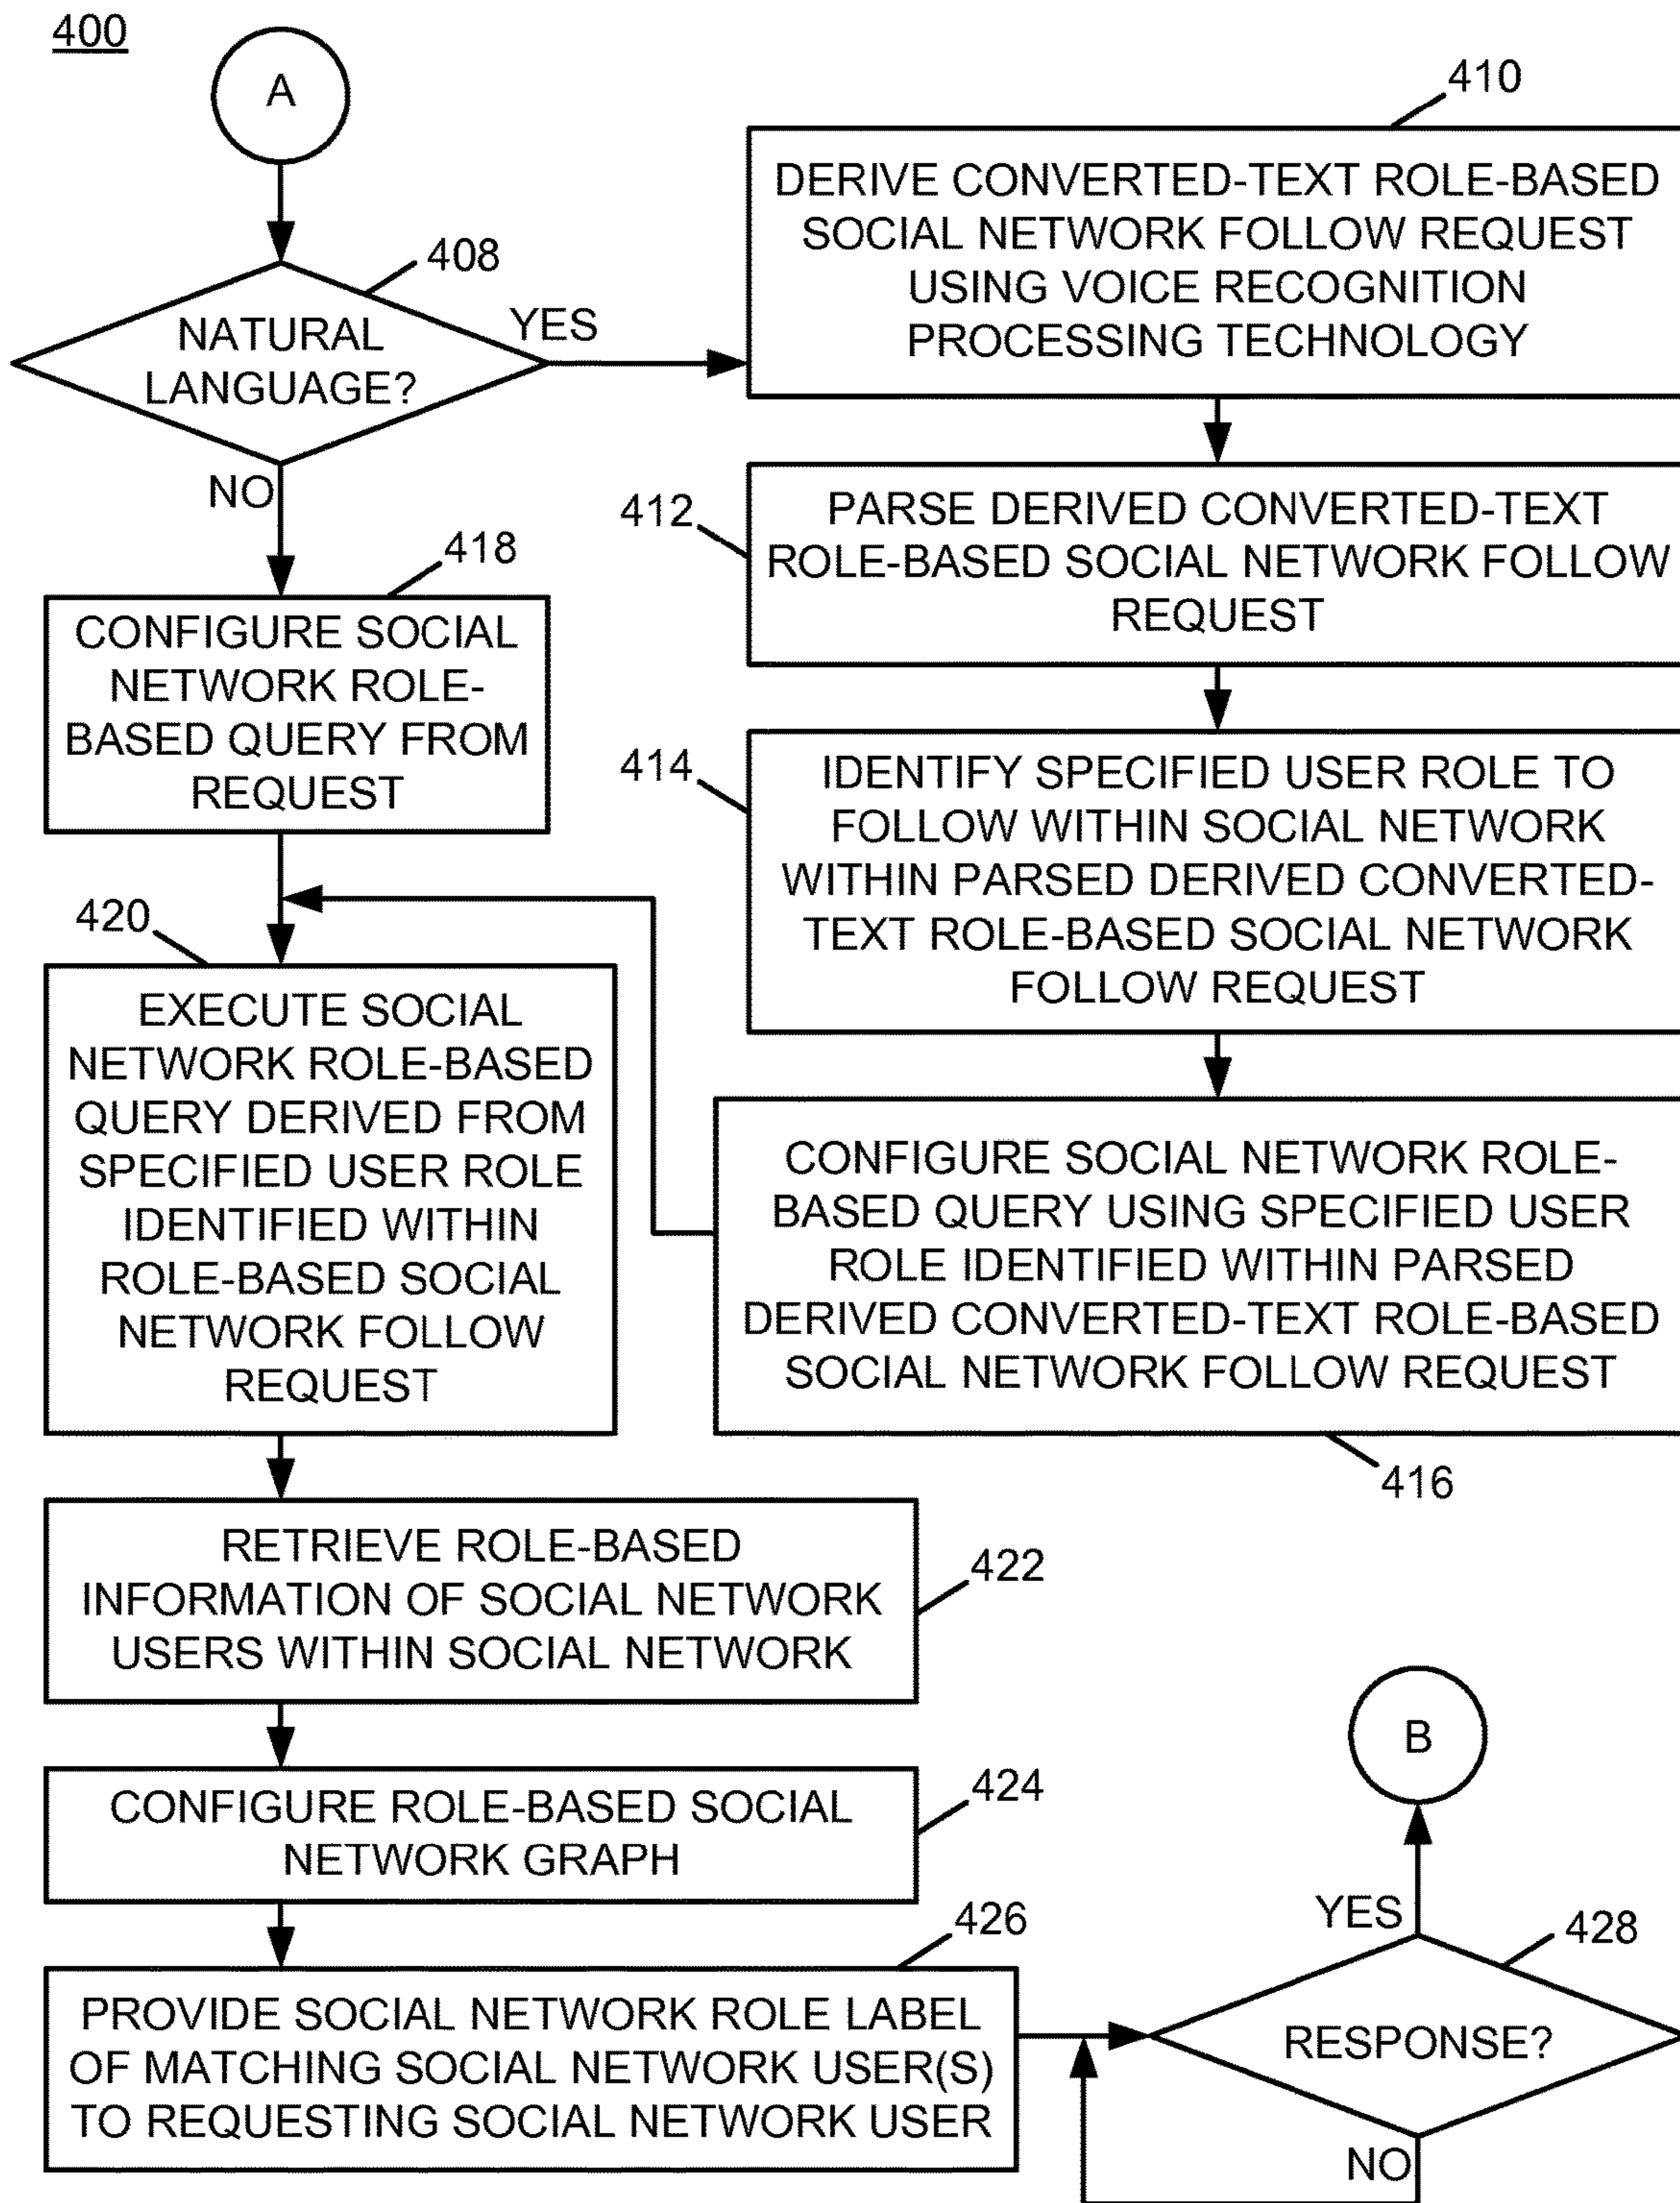 400
A
408
NATURAL
LANGUAGE?
YES
NO
410
DERIVE CONVERTED-TEXT ROLE-BASED
SOCIAL NETWORK FOLLOW REQUEST
USING VOICE RECOGNITION
PROCESSING TECHNOLOGY
412
PARSE DERIVED CONVERTED-TEXT
ROLE-BASED SOCIAL NETWORK FOLLOW
REQUEST
414
IDENTIFY SPECIFIED USER ROLE TO
FOLLOW WITHIN SOCIAL NETWORK
WITHIN PARSED DERIVED CONVERTED-
TEXT ROLE-BASED SOCIAL NETWORK
FOLLOW REQUEST
CONFIGURE SOCIAL NETWORK ROLE-
BASED QUERY USING SPECIFIED USER
ROLE IDENTIFIED WITHIN PARSED
DERIVED CONVERTED-TEXT ROLE-BASED
SOCIAL NETWORK FOLLOW REQUEST
416
418
CONFIGURE SOCIAL
NETWORK ROLE-
BASED QUERY FROM
REQUEST
420
EXECUTE SOCIAL
NETWORK ROLE-BASED
QUERY DERIVED FROM
SPECIFIED USER ROLE
IDENTIFIED WITHIN
ROLE-BASED SOCIAL
NETWORK FOLLOW
REQUEST
RETRIEVE ROLE-BASED
INFORMATION OF SOCIAL NETWORK
USERS WITHIN SOCIAL NETWORK
422
CONFIGURE ROLE-BASED SOCIAL
NETWORK GRAPH
424
426
PROVIDE SOCIAL NETWORK ROLE LABEL
OF MATCHING SOCIAL NETWORK USER(S)
TO REQUESTING SOCIAL NETWORK USER
B
YES
428
RESPONSE?
NO